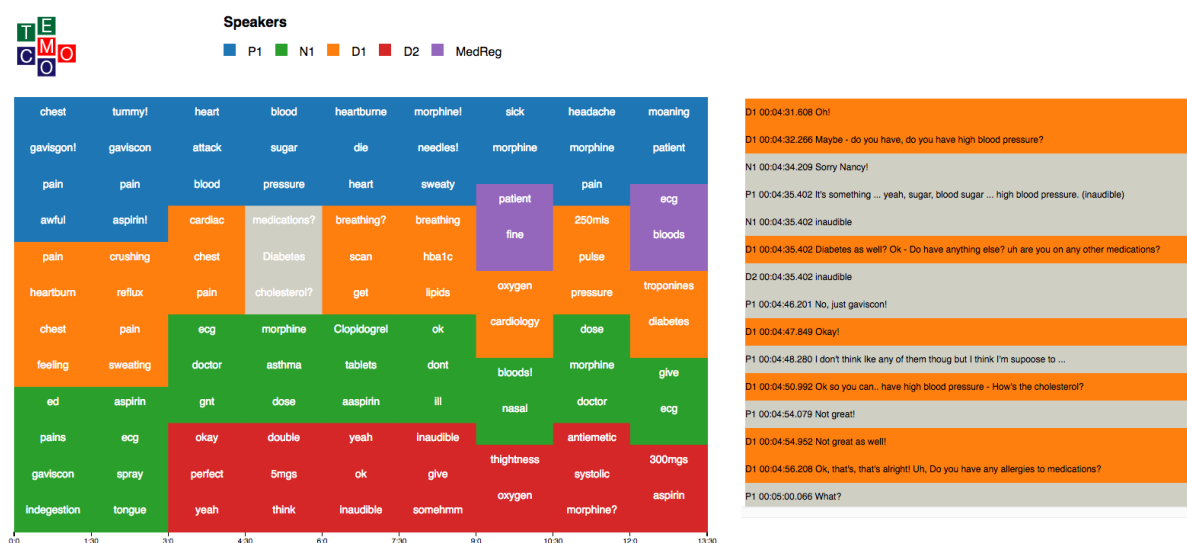 T E
M
C O
O
Speakers
P1 N1 D1 D2 MedReg
chest tummy! heart blood heartburne morphine! sick headache moaning
gavisgon! gaviscon attack sugar die needles! morphine morphine patient
pain pain blood pressure heart sweaty pain
patient ecg
awful aspirin! cardiac medications? breathing? breathing 250mls
fine bloods
pain crushing chest Diabetes scan hba1c pulse
oxygen troponines
heartburn reflux pain cholesterol? get lipids pressure
cardiology diabetes
chest pain ecg morphine Clopidogrel ok dose
feeling sweating doctor asthma tablets dont morphine
bloods! give
ed aspirin gnt dose aaspirin ill doctor
nasal ecg
pains ecg okay double yeah inaudible antiemetic
thightness 300mgs
gaviscon spray perfect 5mgs ok give systolic
oxygen aspirin
indegestion tongue yeah think inaudible somehmm morphine?
0:0 1:30 3:0 4:30 6:0 7:30 9:0 10:30 12:0 13:30
D1 00:04:31.608 Oh!
D1 00:04:32.266 Maybe - do you have, do you have high blood pressure?
N1 00:04:34.209 Sorry Nancy!
P1 00:04:35.402 It's something ... yeah, sugar, blood sugar ... high blood pressure. (inaudible)
N1 00:04:35.402 inaudible
D1 00:04:35.402 Diabetes as well? Ok - Do have anything else? uh are you on any other medications?
D2 00:04:35.402 inaudible
P1 00:04:46.201 No, just gaviscon!
D1 00:04:47.849 Okay!
P1 00:04:48.280 I don't think Ike any of them thoug but I think I'm supoose to ...
D1 00:04:50.992 Ok so you can.. have high blood pressure - How's the cholesterol?
P1 00:04:54.079 Not great!
D1 00:04:54.952 Not great as well!
D1 00:04:56.208 Ok, that's, that's alright! Uh, Do you have any allergies to medications?
P1 00:05:00.066 What?